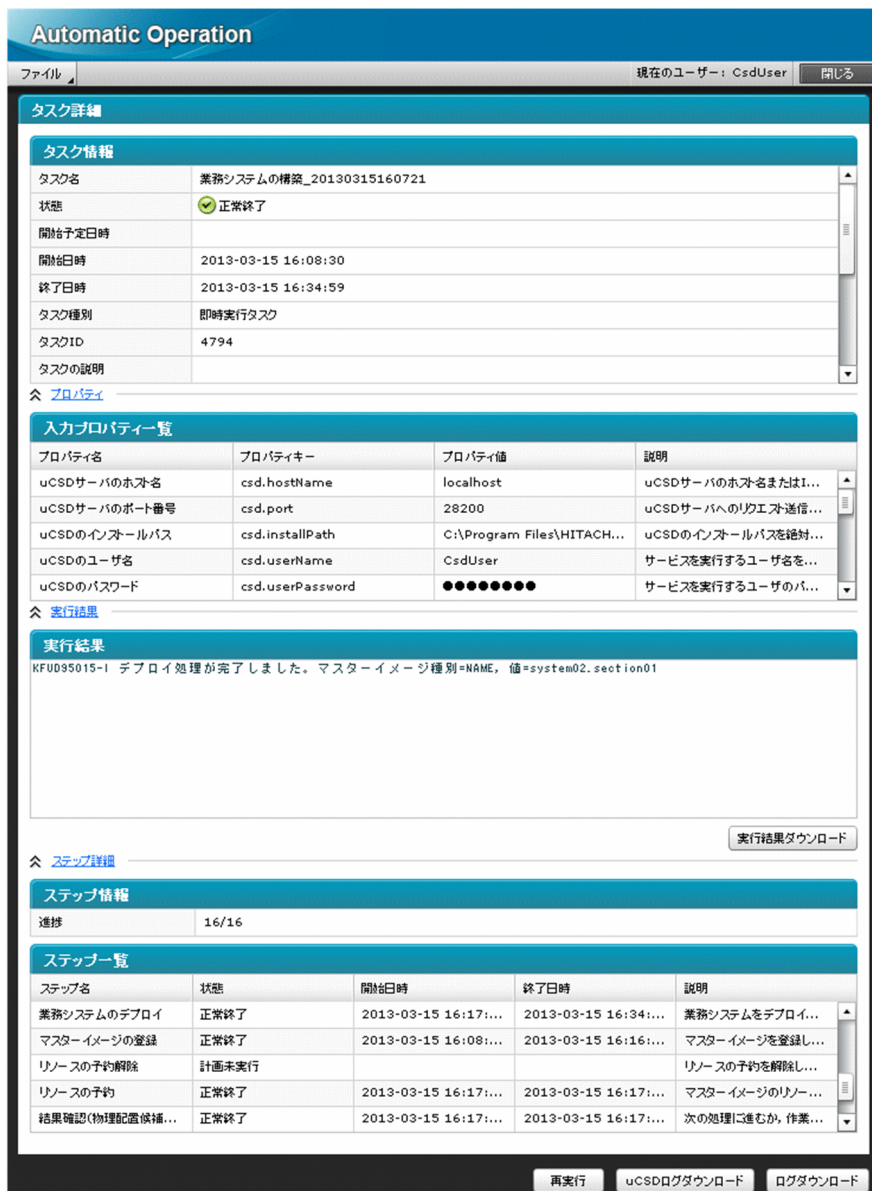 Automatic Operation
ファイル 現在のユーザー: CsdUser 閉じる
タスク詳細
タスク情報
タスク名 業務システムの構築_20130315160721
状態 正常終了
開始予定日時
開始日時 2013-03-15 16:08:30
終了日時 2013-03-15 16:34:59
タスク種別 即時実行タスク
タスクID 4794
タスクの説明
プロパティ
入力プロパティ一覧
プロパティ名 プロパティキー プロパティ値 説明
uCSDサーバのホスト名 csd.hostName localhost uCSDサーバのホスト名またはI...
uCSDサーバのポート番号 csd.port 28200 uCSDサーバへのリクエスト送信...
uCSDのインストールパス csd.installPath C:\Program Files\HITACH... uCSDのインストールパスを絶対...
uCSDのユーザ名 csd.userName CsdUser サービスを実行するユーザ名を...
uCSDのパスワード csd.userPassword ●●●●●●●● サービスを実行するユーザのパ...
実行結果
実行結果
KFUD95015-I デプロイ処理が完了しました。マスターイメージ種別=NAME, 値=system02.section01
実行結果ダウンロード
ステップ詳細
ステップ情報
進捗 16/16
ステップ一覧
ステップ名 状態 開始日時 終了日時 説明
業務システムのデプロイ 正常終了 2013-03-15 16:17:... 2013-03-15 16:34:... 業務システムをデプロイ...
マスターイメージの登録 正常終了 2013-03-15 16:08:... 2013-03-15 16:16:... マスターイメージを登録し...
リソースの予約解除 計画未実行 リソースの予約を解除し...
リソースの予約 正常終了 2013-03-15 16:17:... 2013-03-15 16:17:... マスターイメージのリソー...
結果確認(物理配置候補... 正常終了 2013-03-15 16:17:... 2013-03-15 16:17:... 次の処理に進むか,作業...
再実行 uCSDログダウンロード ログダウンロード